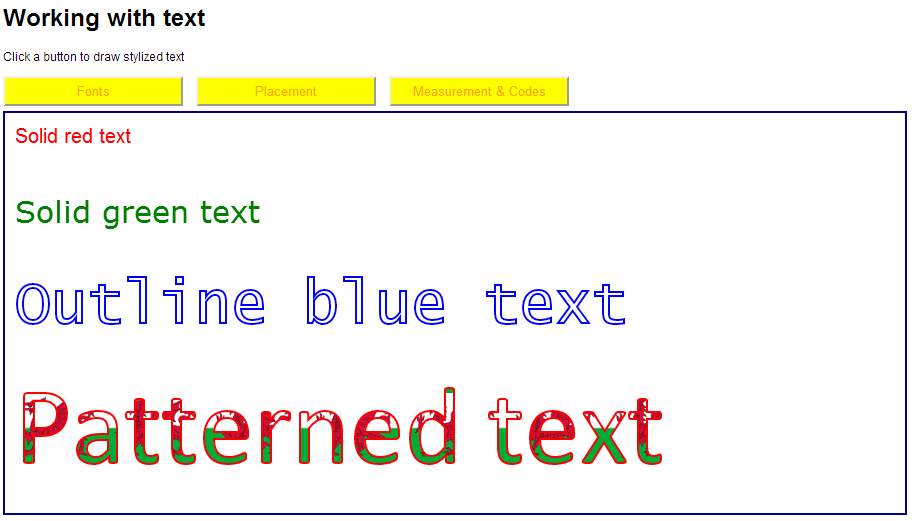 Working with text
Click a button to draw stylized text
Fonts Placement Measurement & Codes
Solid red text
Solid green text
Outline blue text
Patterned text